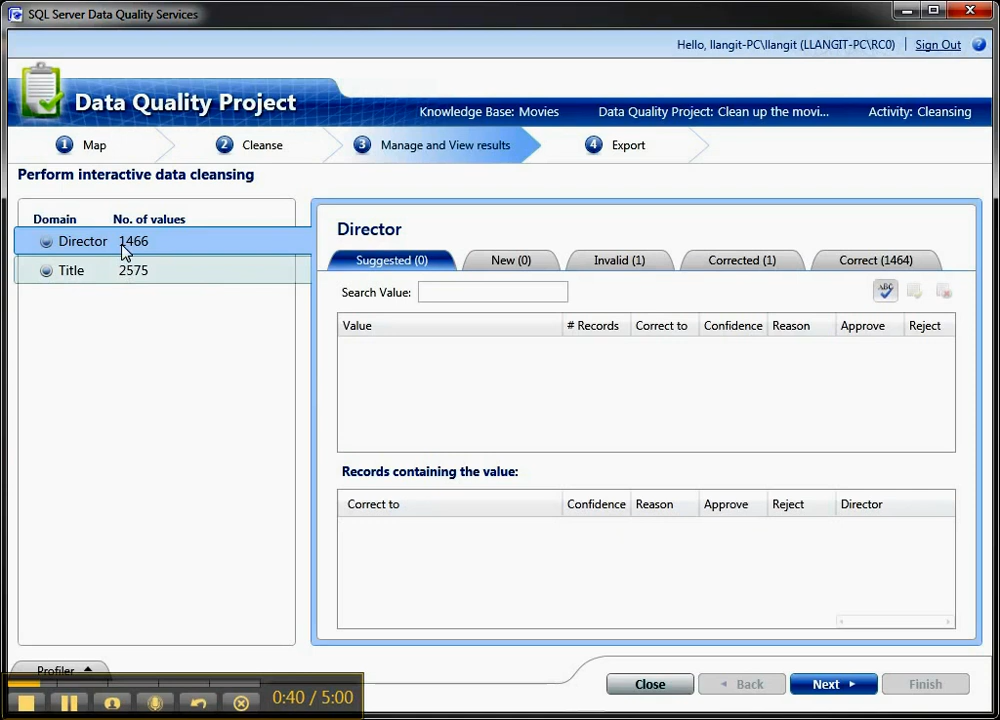 SQL Server Data Quality Services
Hello, llangit-PC\llangit (LLANGIT-PC\RC0) | Sign Out ?
Data Quality Project
Knowledge Base: Movies Data Quality Project: Clean up the movi... Activity: Cleansing
1 Map 2 Cleanse 3 Manage and View results 4 Export
Perform interactive data cleansing
Domain No. of values
Director 1466
Title 2575
Director
Suggested (0) New (0) Invalid (1) Corrected (1) Correct (1464)
Search Value: ABC
Value # Records Correct to Confidence Reason Approve Reject
Records containing the value:
Correct to Confidence Reason Approve Reject Director
Profiler
Close Back Next Finish
0:40 / 5:00